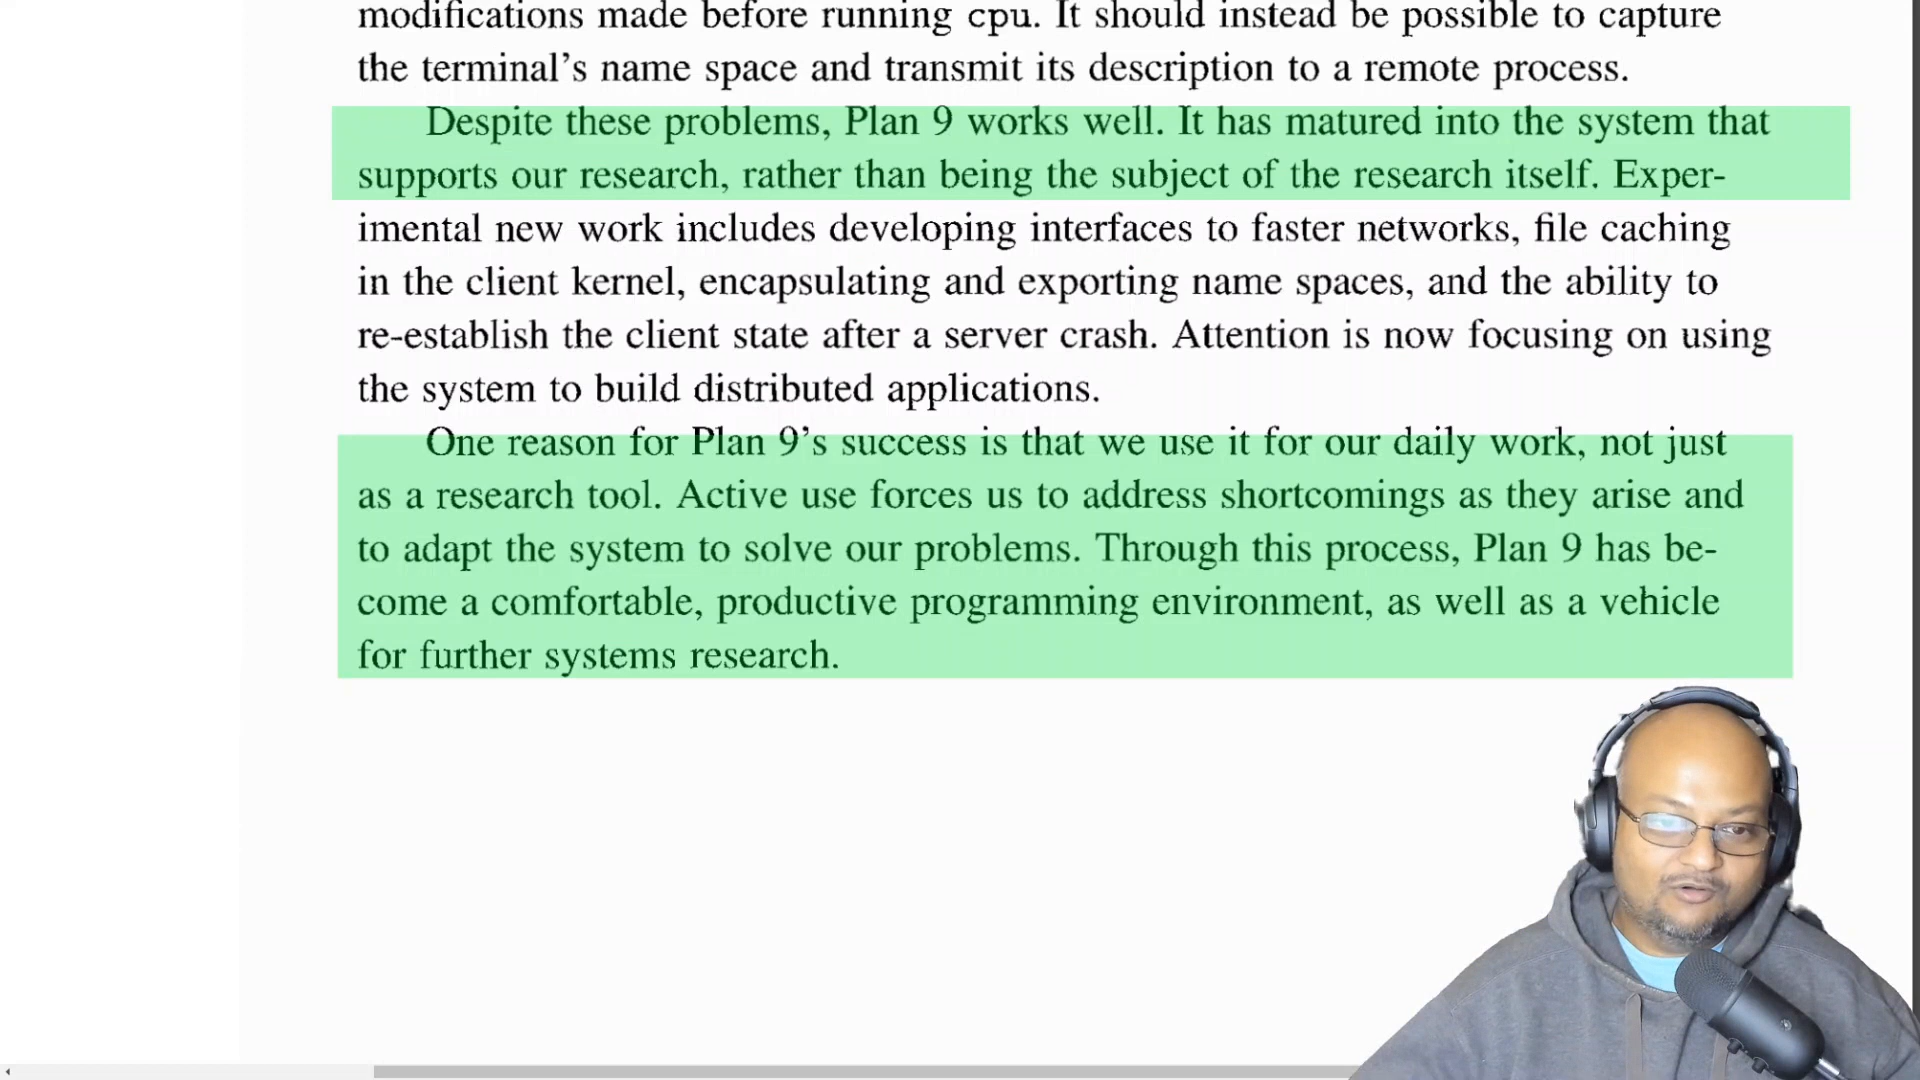 modifications made before running cpu. It should instead be possible to capture
the terminal's name space and transmit its description to a remote process.
Despite these problems, Plan 9 works well. It has matured into the system that
supports our research, rather than being the subject of the research itself. Exper-
imental new work includes developing interfaces to faster networks, file caching
in the client kernel, encapsulating and exporting name spaces, and the ability to
re-establish the client state after a server crash. Attention is now focusing on using
the system to build distributed applications.
One reason for Plan 9's success is that we use it for our daily work, not just
as a research tool. Active use forces us to address shortcomings as they arise and
to adapt the system to solve our problems. Through this process, Plan 9 has be-
come a comfortable, productive programming environment, as well as a vehicle
for further systems research.